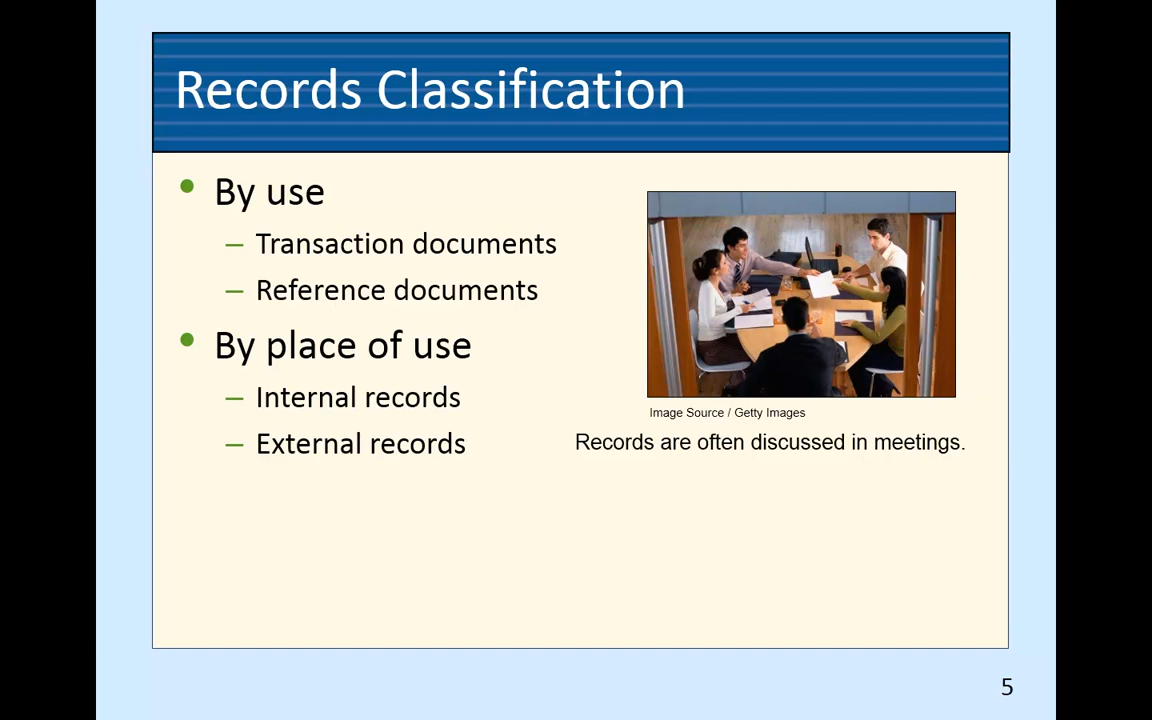 Records Classification
• By use
– Transaction documents
– Reference documents
• By place of use
– Internal records
– External records
Image Source / Getty Images
Records are often discussed in meetings.
5